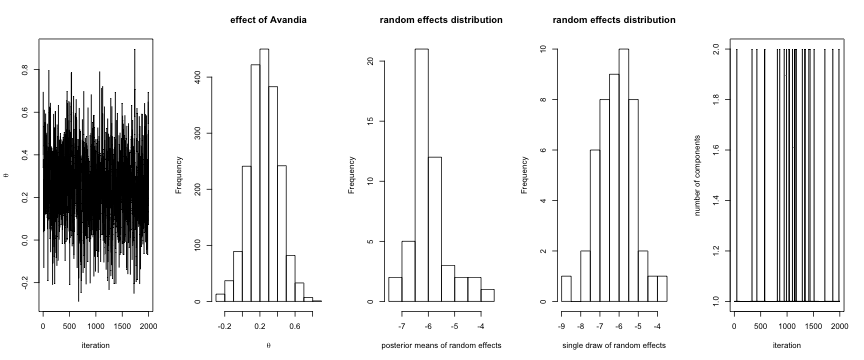 θ
-0.2 0.0 0.2 0.4 0.6 0.8
0 500 1000 1500 2000
iteration
effect of Avandia
Frequency
0 100 200 300 400
-0.2 0.2 0.6
θ
random effects distribution
Frequency
0 5 10 15 20
-7 -6 -5 -4
posterior means of random effects
random effects distribution
Frequency
0 2 4 6 8 10
-9 -8 -7 -6 -5 -4
single draw of random effects
number of components
1.0 1.2 1.4 1.6 1.8 2.0
0 500 1000 1500 2000
iteration